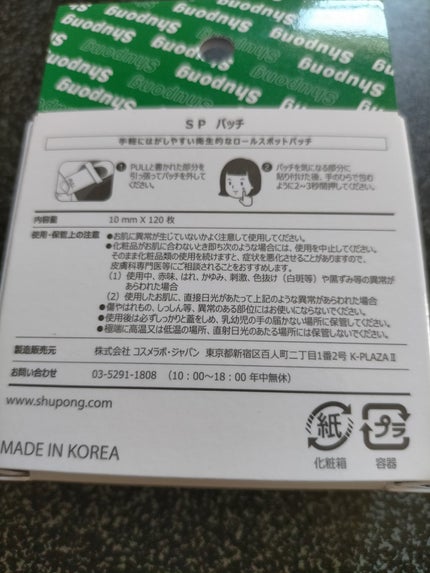 Shupong Shupong Shupong Shupong
Shupong Shupong Shupong
ＳＰ パッチ
手軽にはがしやすい衛生的なロールスポットパッチ
❶ PULLと書かれた部分を
引っ張ってパッチを外して
ください。
❷ パッチを気になる部分に
貼り付けた後、手のひらで包む
ように2～3秒間押してください。
内容量 10 mm X 120 枚
使用・保管上の注意 ●お肌に異常が生じていないかよく注意して使用してください。
●化粧品がお肌に合わないとき即ち次のような場合には、使用を中止してください。
そのまま化粧品類の使用を続けますと、症状を悪化させることがありますので、
皮膚科専門医等にご相談されることをおすすめします。
（1）使用中、赤味、はれ、かゆみ、刺激、色抜け（白斑等）や黒ずみ等の異常が
あらわれた場合
（2）使用したお肌に、直接日光があたって上記のような異常があらわれた場合
●傷やはれもの、しっしん等、異常のある部位にはお使いにならないでください。
●使用後は必ずしっかりと蓋をしめ、乳幼児の手の届かない場所に保管してください。
●極端に高温又は低温の場所、直射日光のあたる場所には保管しないでください。
製造販売元 株式会社 コスメラボ・ジャパン 東京都新宿区百人町二丁目1番2号 K-PLAZAⅡ
お問い合わせ 03-5291-1808 （10：00～18：00 年中無休）
www.shupong.com
紙 プラ
化粧箱 容器
MADE IN KOREA